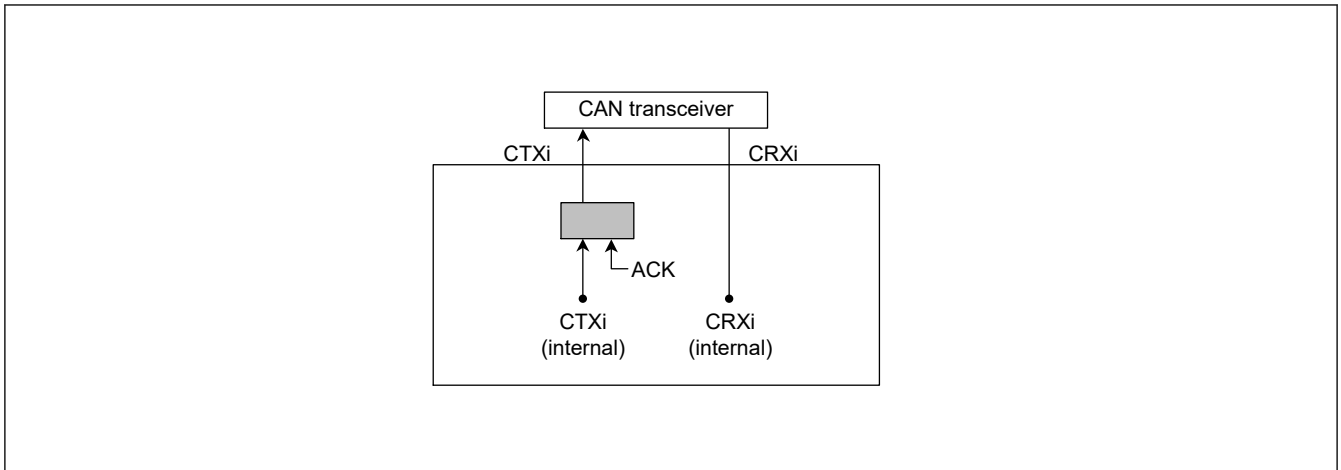 CAN transceiver
CTXi
CRXi
ACK
CTXi
(internal)
CRXi
(internal)